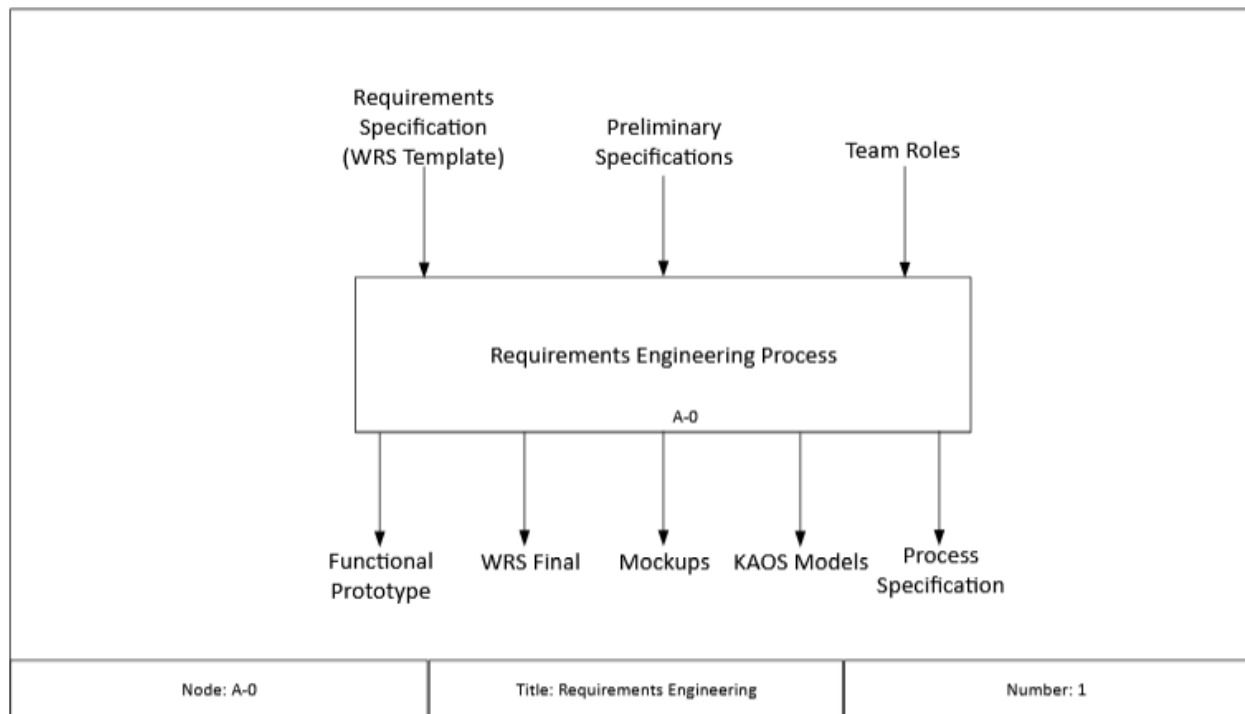 Requirements
Specification
(WRS Template)
Preliminary
Specifications
Team Roles
Requirements Engineering Process
A-0
Functional
Prototype
WRS Final
Mockups
KAOS Models
Process
Specification
Node: A-0
Title: Requirements Engineering
Number: 1